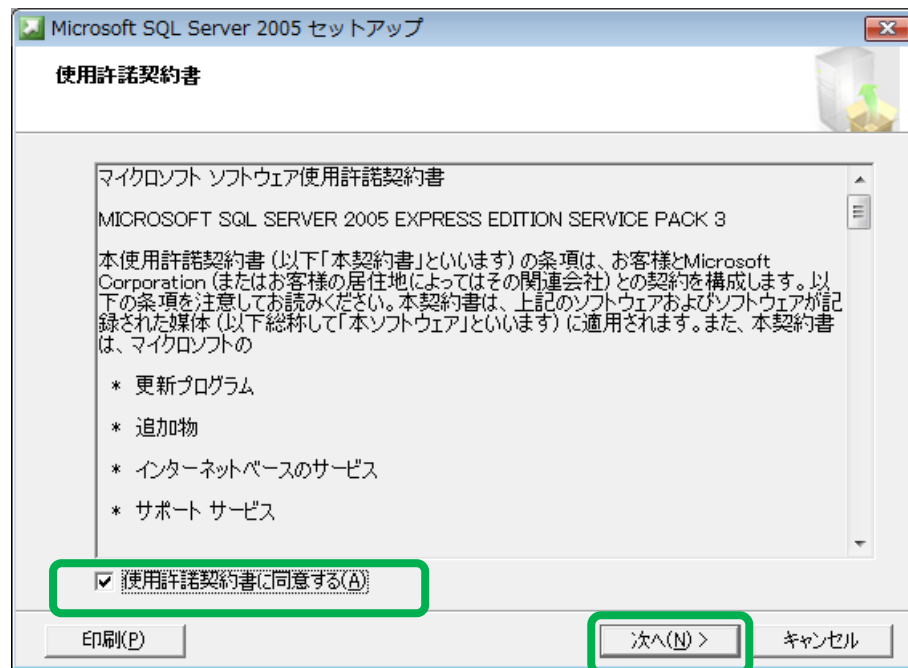 Microsoft SQL Server 2005 セットアップ
使用許諾契約書
マイクロソフト ソフトウェア使用許諾契約書
MICROSOFT SQL SERVER 2005 EXPRESS EDITION SERVICE PACK 3
本使用許諾契約書 (以下「本契約書」といいます) の条項は、お客様とMicrosoft
Corporation (またはお客様の居住地によってはその関連会社) との契約を構成します。以
下の条項を注意してお読みください。本契約書は、上記のソフトウェアおよびソフトウェアが記
録された媒体 (以下総称して「本ソフトウェア」といいます) に適用されます。また、本契約書
は、マイクロソフトの
* 更新プログラム
* 追加物
* インターネットベースのサービス
* サポート サービス
使用許諾契約書に同意する(A)
印刷(P)
次へ(N) >
キャンセル